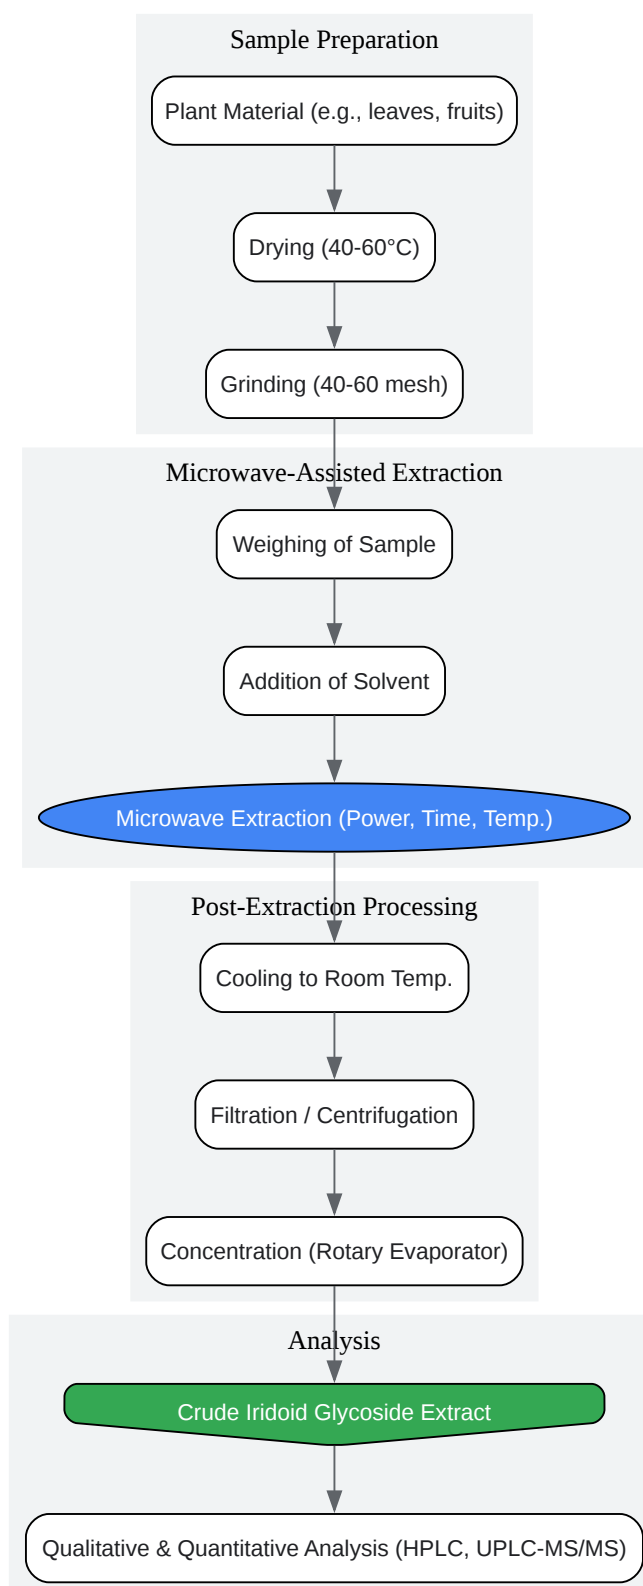 Sample Preparation
Plant Material (e.g., leaves, fruits)
Drying (40-60°C)
Grinding (40-60 mesh)
Microwave-Assisted Extraction
Weighing of Sample
Addition of Solvent
Microwave Extraction (Power, Time, Temp.)
Post-Extraction Processing
Cooling to Room Temp.
Filtration / Centrifugation
Concentration (Rotary Evaporator)
Analysis
Crude Iridoid Glycoside Extract
Qualitative & Quantitative Analysis (HPLC, UPLC-MS/MS)